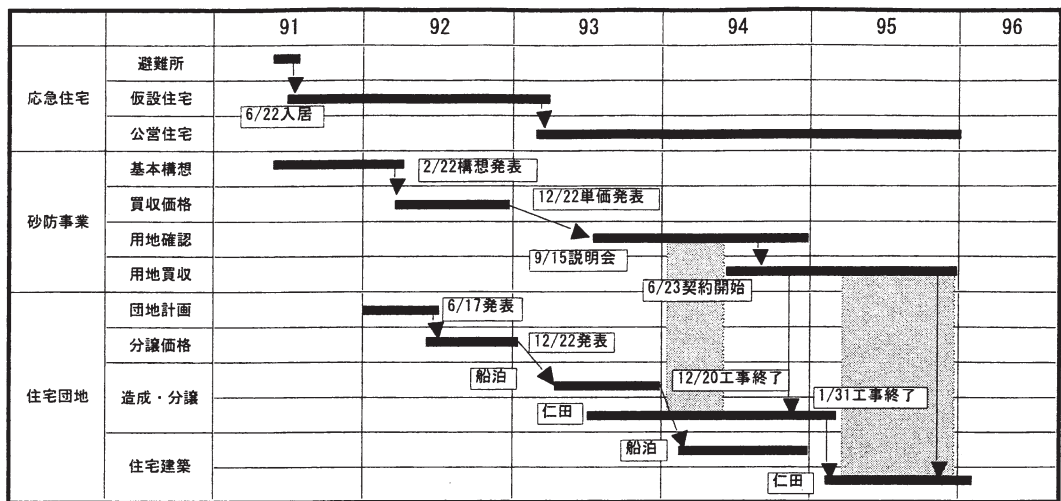 91 92 93 94 95 96
応急住宅
避難所
仮設住宅
6/22入居
公営住宅
砂防事業
基本構想
2/22構想発表
買収価格
12/22単価発表
用地確認
9/15説明会
用地買収
6/23契約開始
住宅団地
団地計画
6/17発表
分譲価格
12/22発表
造成・分譲
船泊
12/20工事終了
仁田
1/31工事終了
住宅建築
船泊
仁田